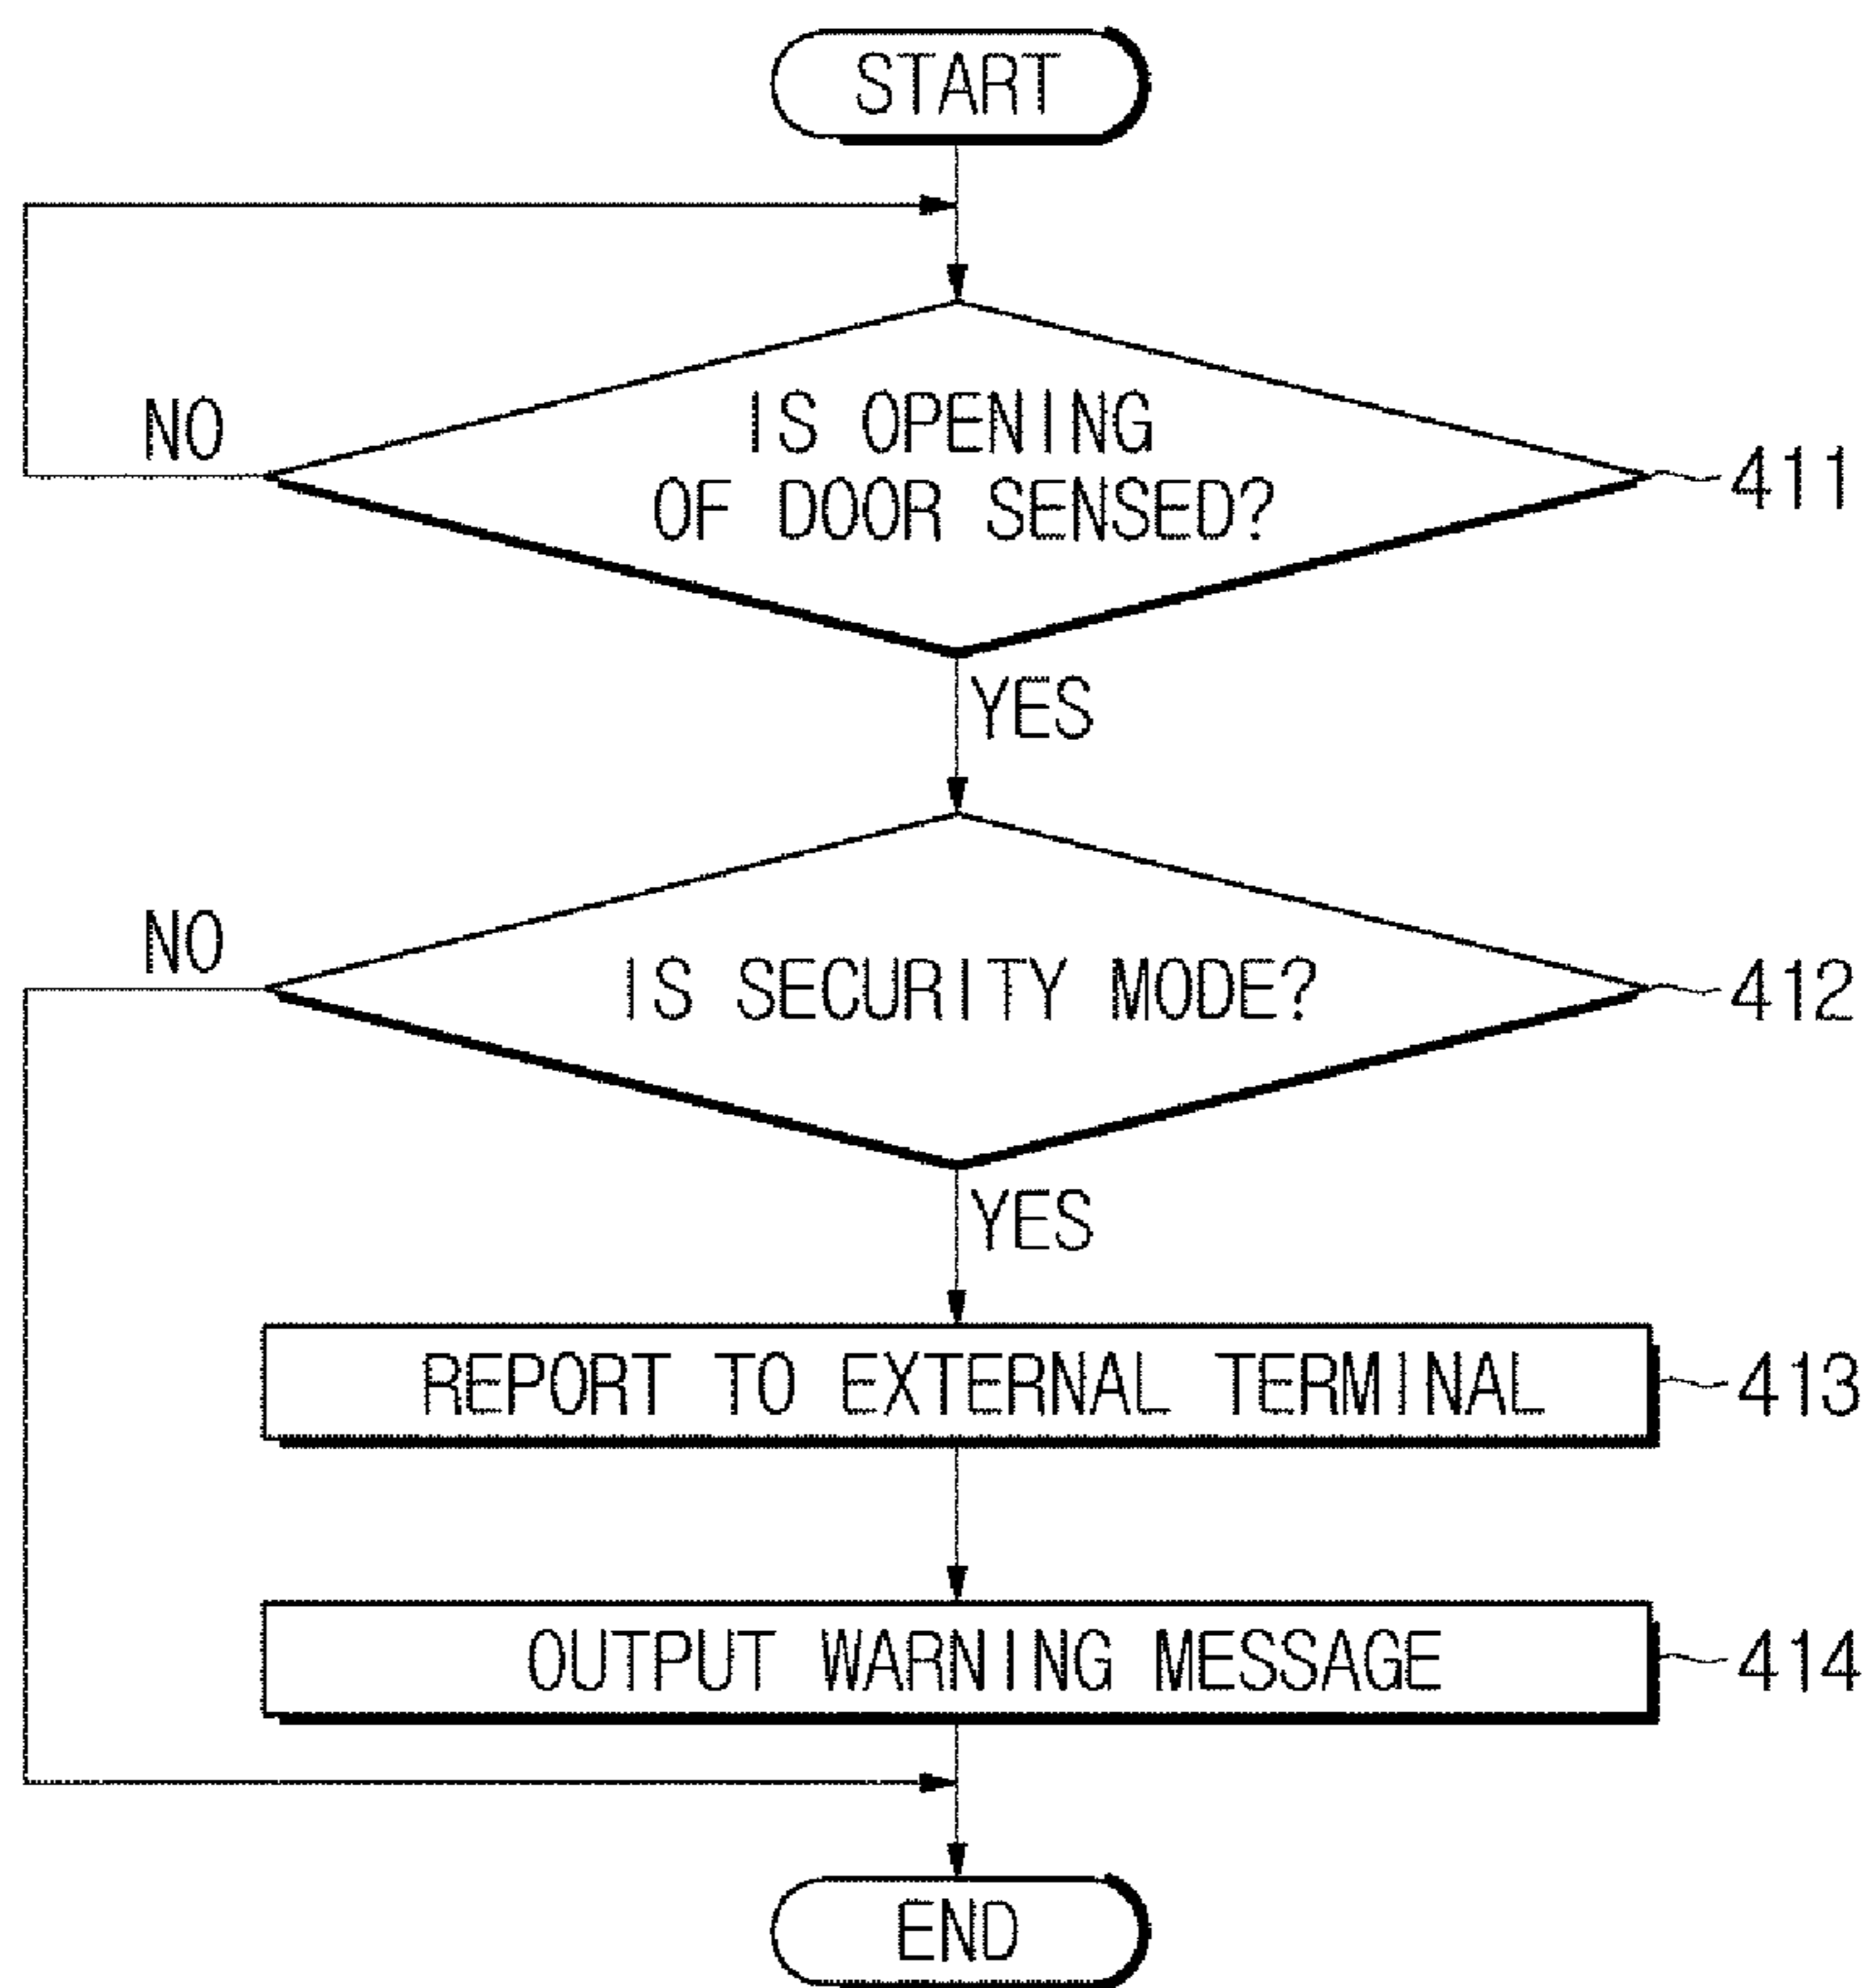 START
NO
IS OPENING
OF DOOR SENSED?
411
YES
NO
IS SECURITY MODE?
412
YES
REPORT TO EXTERNAL TERMINAL
413
OUTPUT WARNING MESSAGE
414
END